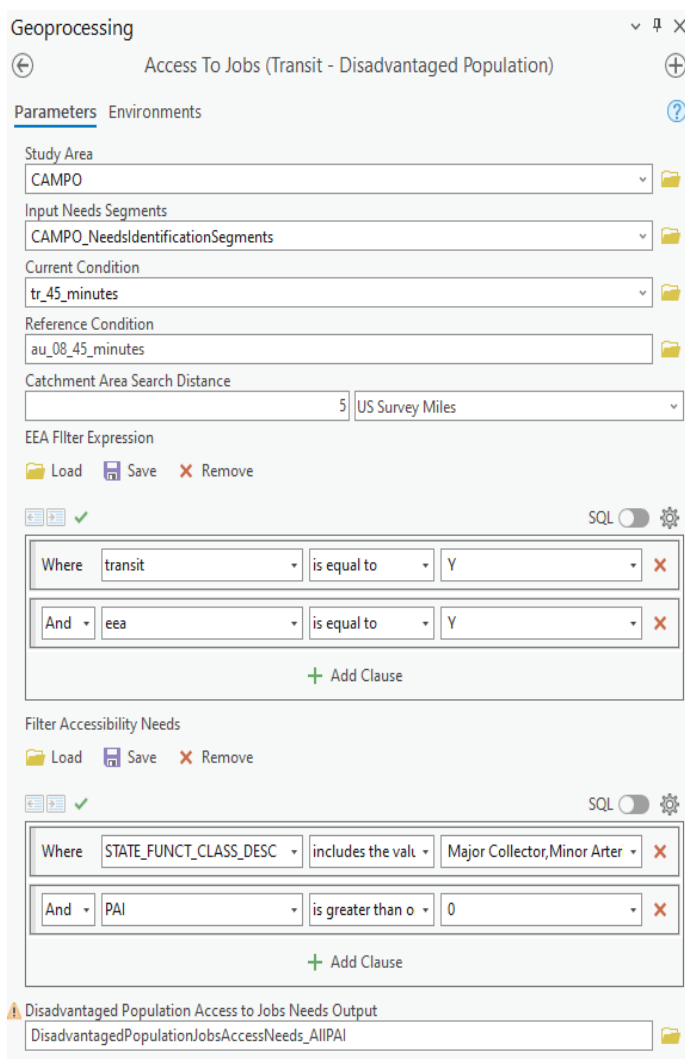 Geoprocessing
Access To Jobs (Transit - Disadvantaged Population)
Parameters Environments
Study Area
CAMPO
Input Needs Segments
CAMPO_NeedsIdentificationSegments
Current Condition
tr_45_minutes
Reference Condition
au_08_45_minutes
Catchment Area Search Distance
5 US Survey Miles
EEA FIlter Expression
Load Save Remove
SQL
Where transit is equal to Y
And eea is equal to Y
+ Add Clause
Filter Accessibility Needs
Load Save Remove
SQL
Where STATE_FUNCT_CLASS_DESC includes the valu Major Collector,Minor Arter
And PAI is greater than o 0
+ Add Clause
Disadvantaged Population Access to Jobs Needs Output
DisadvantagedPopulationJobsAccessNeeds_AllPAI